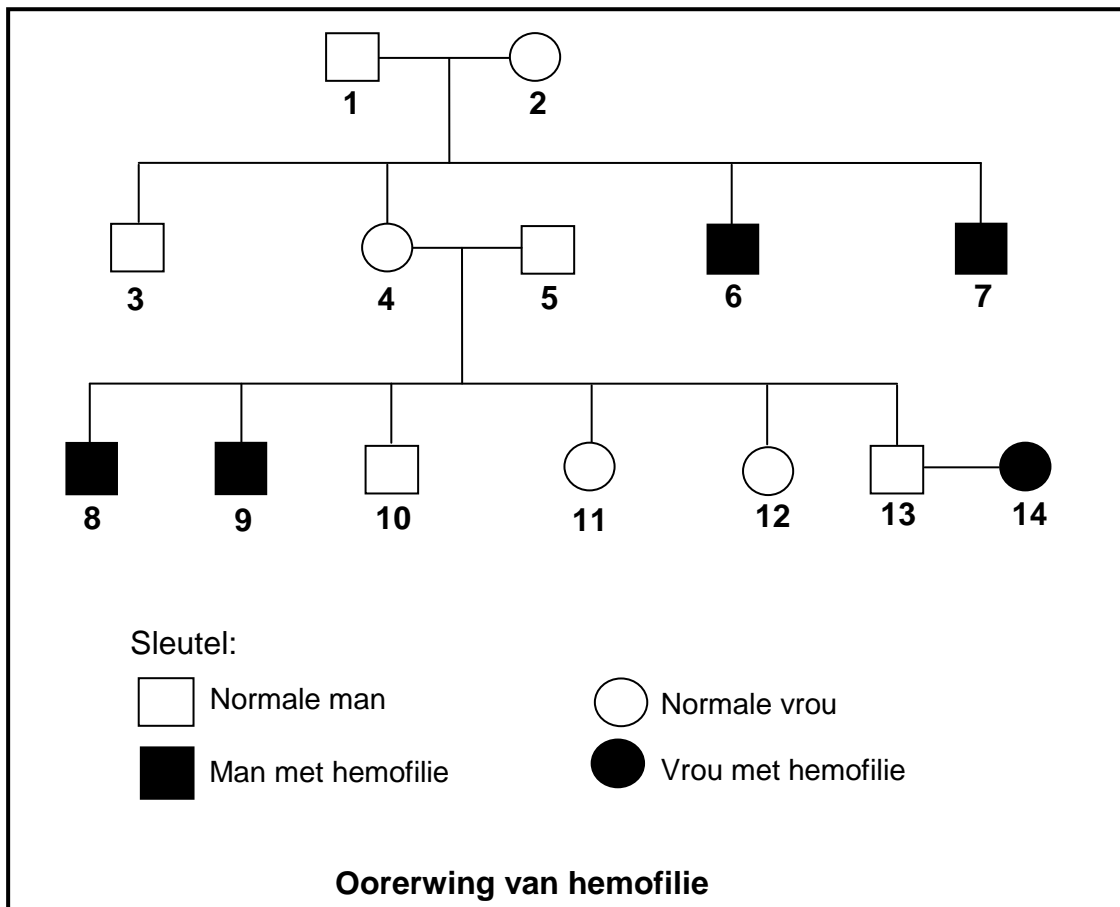 1 2
3 4 5 6 7
8 9 10 11 12 13 14
Sleutel:
Normale man Normale vrou
Man met hemofilie Vrou met hemofilie
Oorerwing van hemofilie